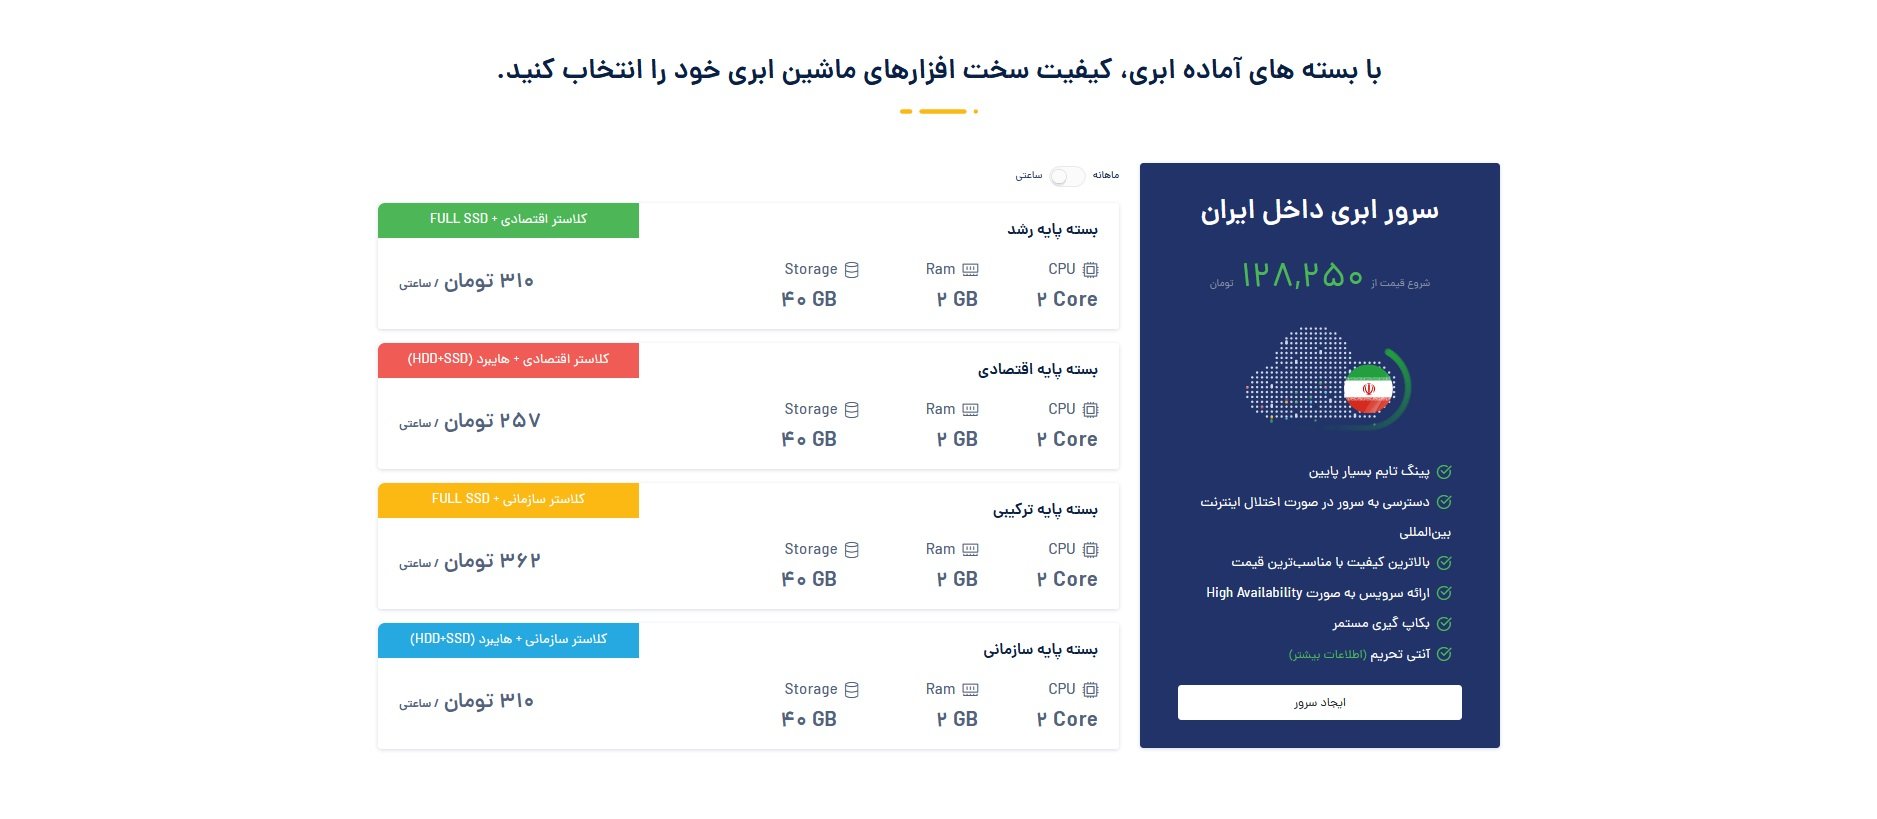 با بسته های آماده ابری، کیفیت سخت افزارهای ماشین ابری خود را انتخاب کنید.
سرور ابری داخل ایران
شروع قیمت از ۱۲۸,۲۵۰ تومان
پینگ تایم بسیار پایین
دسترسی به سرور در صورت اختلال اینترنت
بین‌المللی
بالاترین کیفیت با مناسب‌ترین قیمت
ارائه سرویس به صورت High Availability
بکاپ گیری مستمر
آنتی تحریم (اطلاعات بیشتر)
ایجاد سرور
ماهانه ساعتی
بسته پایه رشد
کلاستر اقتصادی + FULL SSD
CPU Ram Storage
۲ Core ۲ GB ۴۰ GB
۳۱۰ تومان / ساعتی
بسته پایه اقتصادی
کلاستر اقتصادی + هایبرد (HDD+SSD)
CPU Ram Storage
۲ Core ۲ GB ۴۰ GB
۲۵۷ تومان / ساعتی
بسته پایه ترکیبی
کلاستر سازمانی + FULL SSD
CPU Ram Storage
۲ Core ۲ GB ۴۰ GB
۳۶۲ تومان / ساعتی
بسته پایه سازمانی
کلاستر سازمانی + هایبرد (HDD+SSD)
CPU Ram Storage
۲ Core ۲ GB ۴۰ GB
۳۱۰ تومان / ساعتی